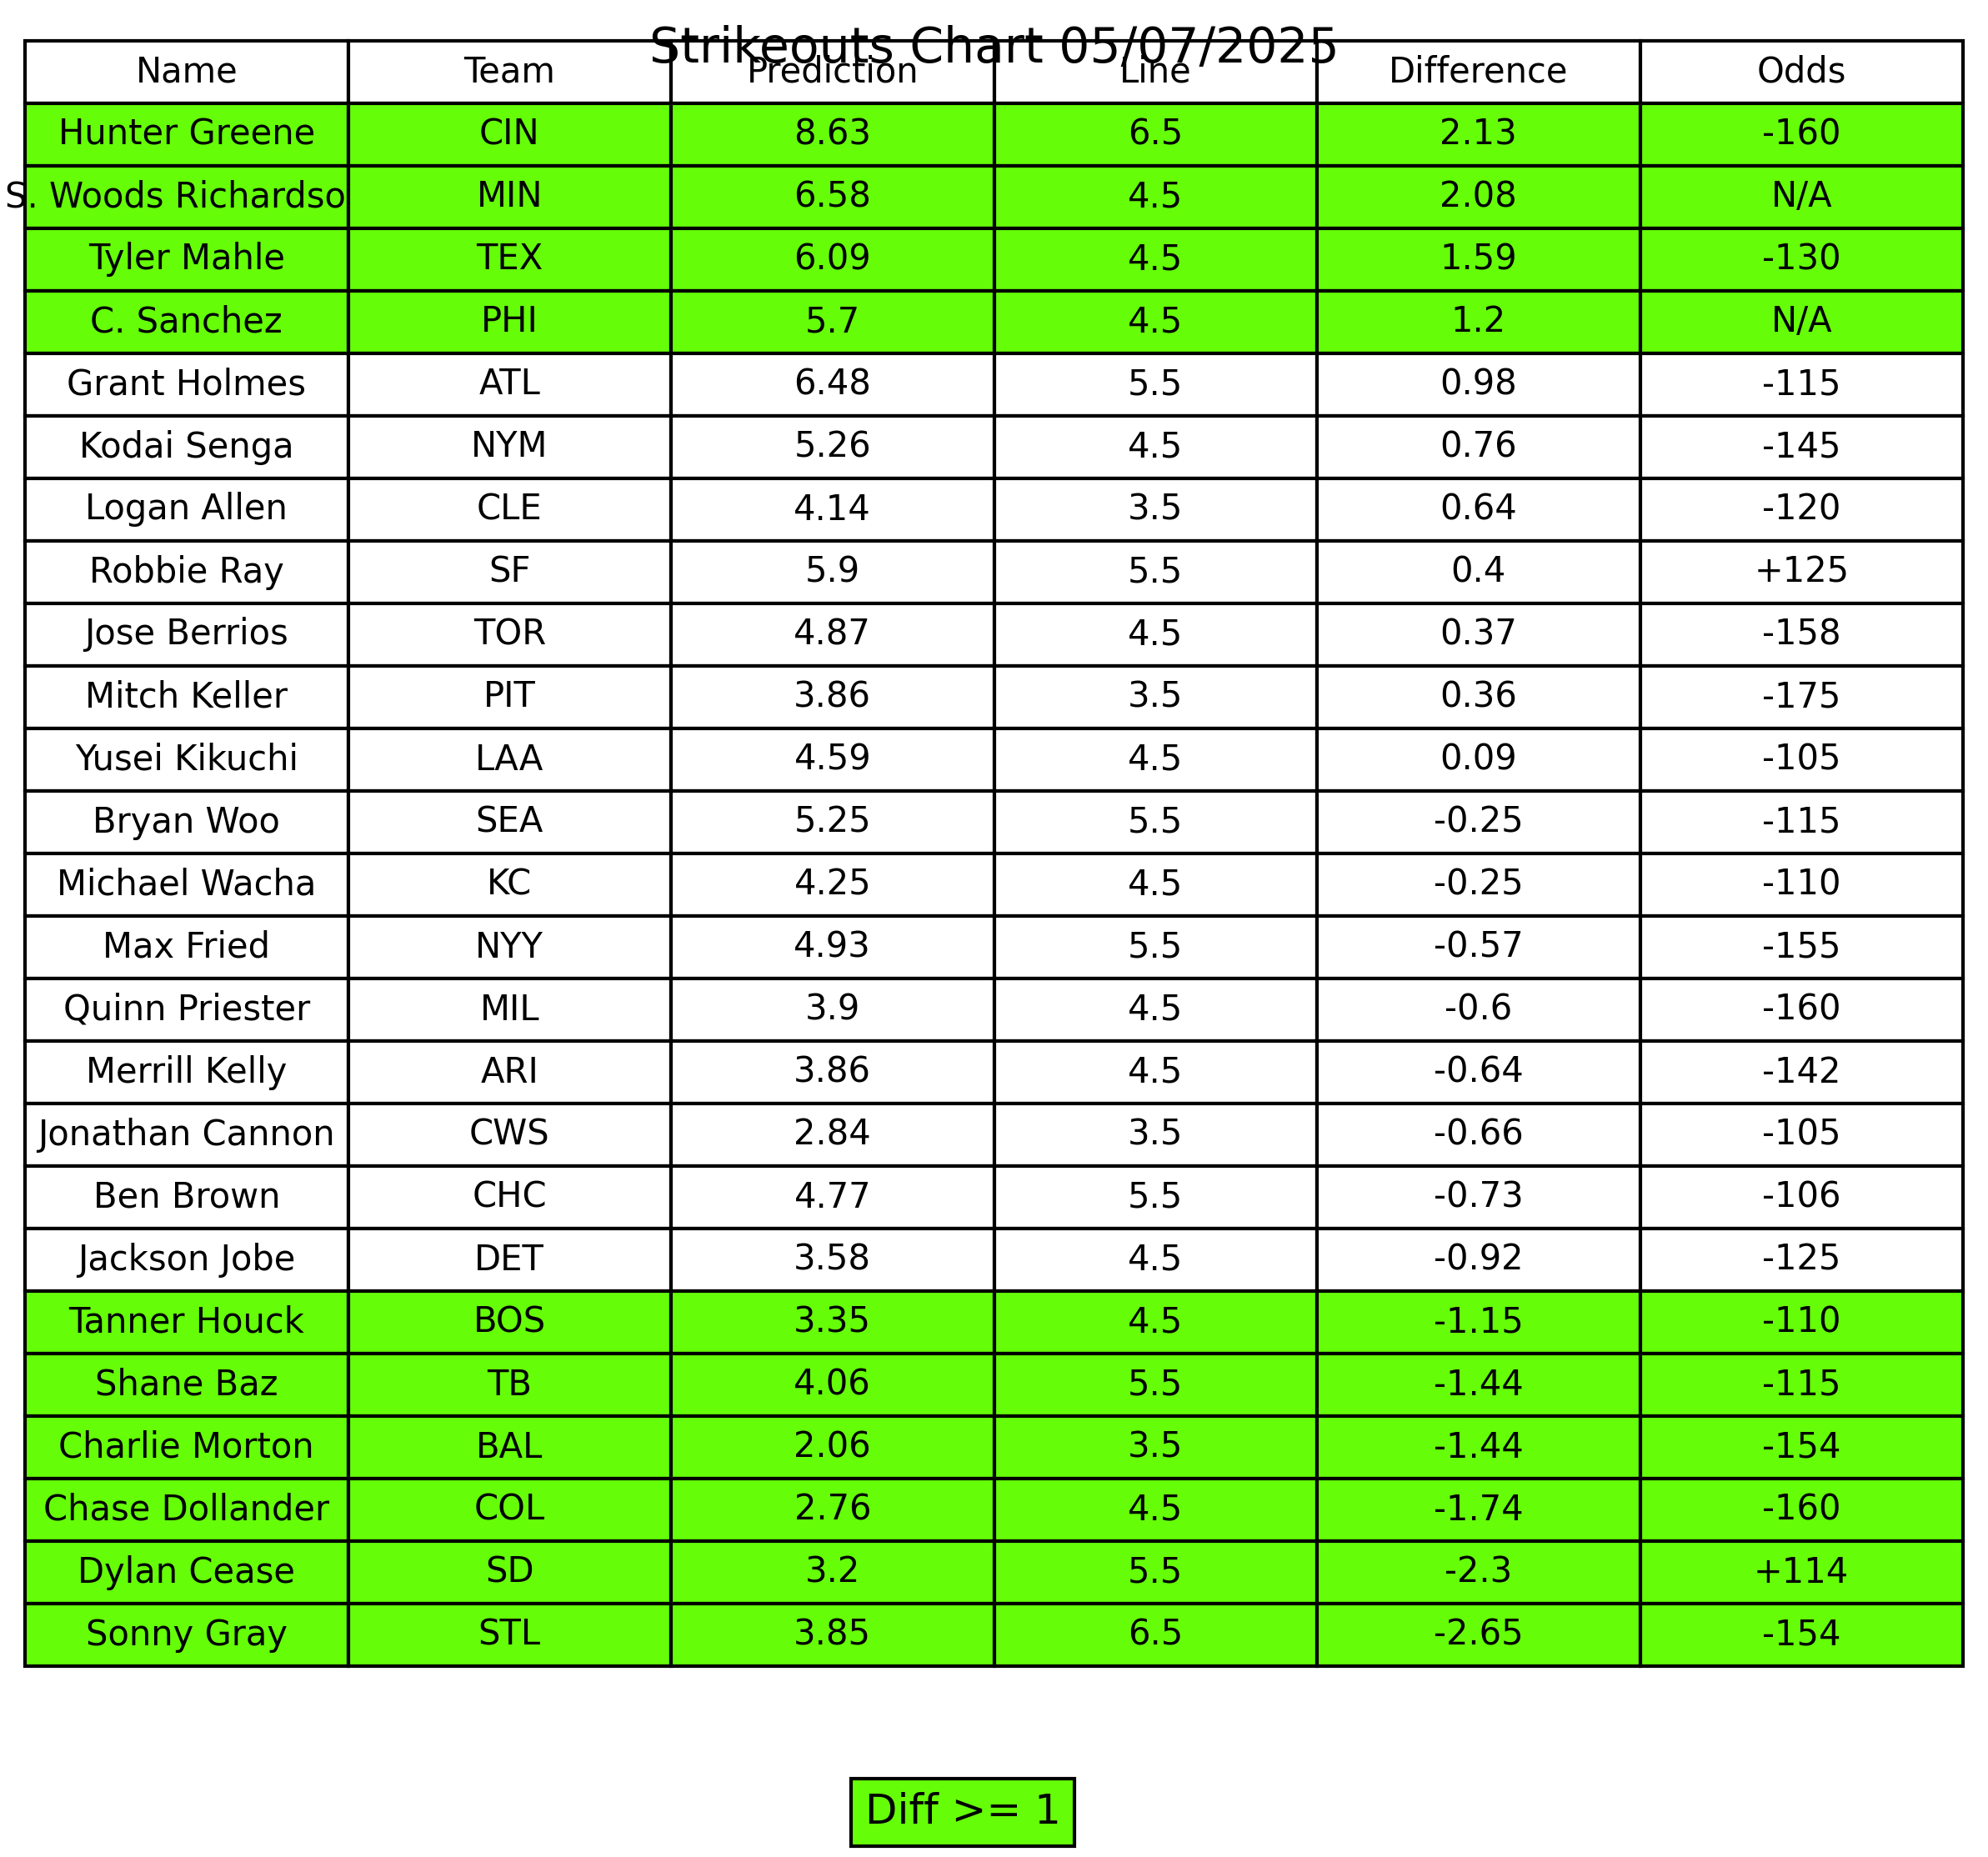 Strikeouts Chart 05/07/2025
Name Team Prediction Line Difference Odds
Hunter Greene CIN 8.63 6.5 2.13 -160
S. Woods Richardso MIN 6.58 4.5 2.08 N/A
Tyler Mahle TEX 6.09 4.5 1.59 -130
C. Sanchez PHI 5.7 4.5 1.2 N/A
Grant Holmes ATL 6.48 5.5 0.98 -115
Kodai Senga NYM 5.26 4.5 0.76 -145
Logan Allen CLE 4.14 3.5 0.64 -120
Robbie Ray SF 5.9 5.5 0.4 +125
Jose Berrios TOR 4.87 4.5 0.37 -158
Mitch Keller PIT 3.86 3.5 0.36 -175
Yusei Kikuchi LAA 4.59 4.5 0.09 -105
Bryan Woo SEA 5.25 5.5 -0.25 -115
Michael Wacha KC 4.25 4.5 -0.25 -110
Max Fried NYY 4.93 5.5 -0.57 -155
Quinn Priester MIL 3.9 4.5 -0.6 -160
Merrill Kelly ARI 3.86 4.5 -0.64 -142
Jonathan Cannon CWS 2.84 3.5 -0.66 -105
Ben Brown CHC 4.77 5.5 -0.73 -106
Jackson Jobe DET 3.58 4.5 -0.92 -125
Tanner Houck BOS 3.35 4.5 -1.15 -110
Shane Baz TB 4.06 5.5 -1.44 -115
Charlie Morton BAL 2.06 3.5 -1.44 -154
Chase Dollander COL 2.76 4.5 -1.74 -160
Dylan Cease SD 3.2 5.5 -2.3 +114
Sonny Gray STL 3.85 6.5 -2.65 -154
Diff >= 1